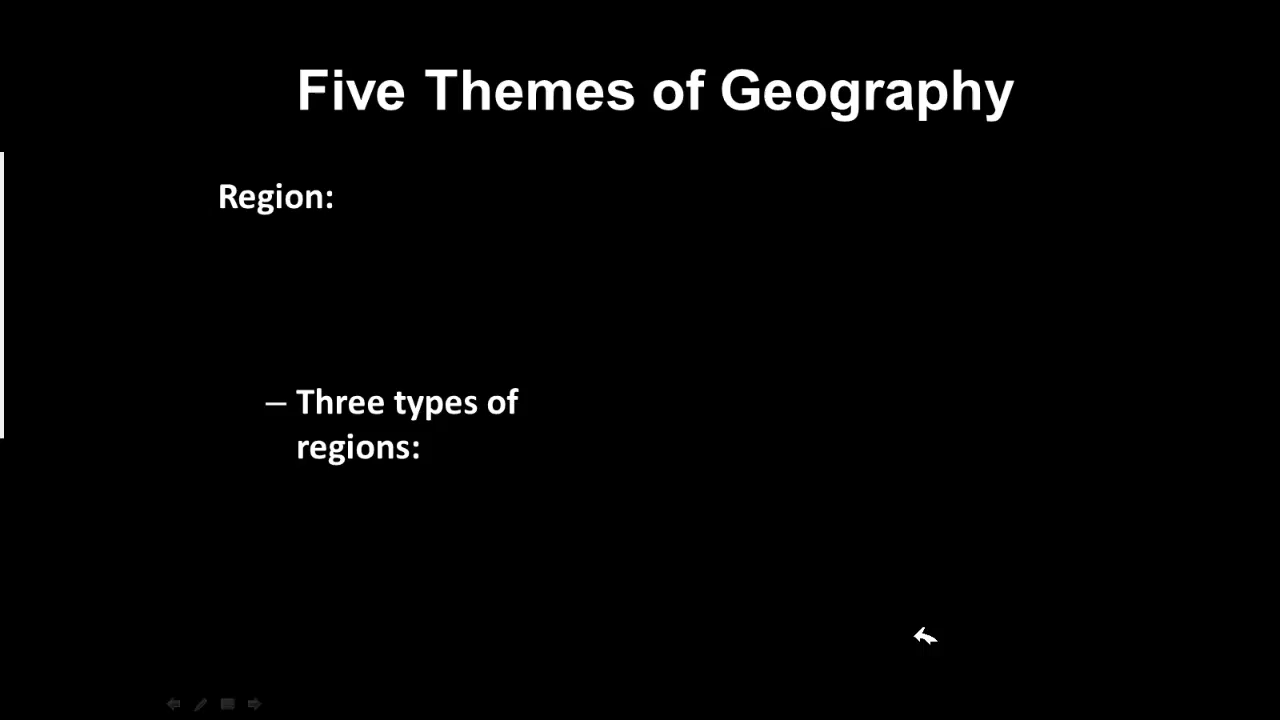 Five Themes of Geography
Region:
– Three types of
regions: